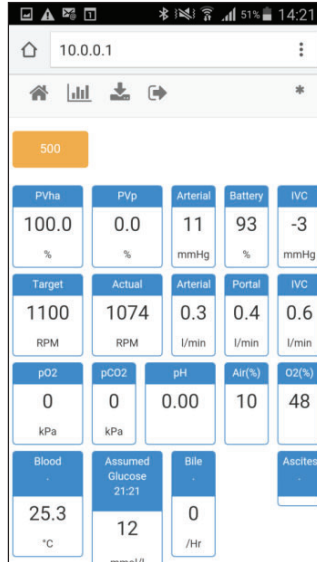 51% 14:21
10.0.0.1
500
PVha PVp Arterial Battery IVC
100.0 0.0 11 93 -3
% % mmHg % mmHg
Target Actual Arterial Portal IVC
1100 1074 0.3 0.4 0.6
RPM RPM l/min l/min l/min
pO2 pCO2 pH Air(%) O2(%)
0 0 0.00 10 48
kPa kPa
Blood Assumed Bile Ascites
. Glucose . .
21:21
25.3 12 0
°C mmol/l /Hr